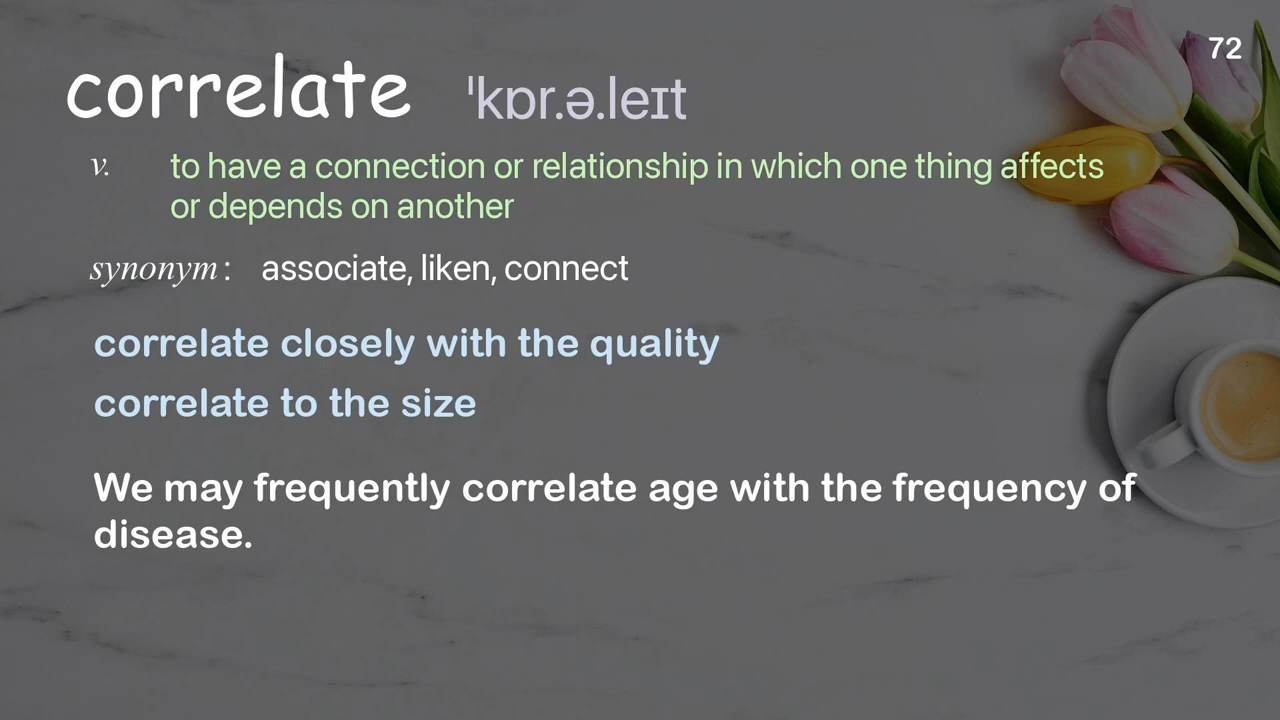 72
correlate ˈkɒr.ə.leɪt
v. to have a connection or relationship in which one thing affects
or depends on another
synonym: associate, liken, connect
correlate closely with the quality
correlate to the size
We may frequently correlate age with the frequency of
disease.